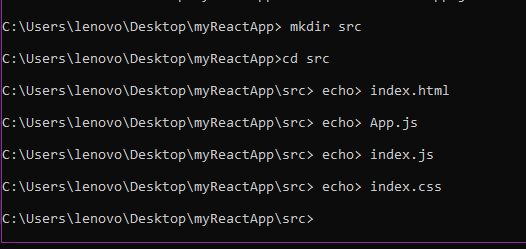 C:\Users\lenovo\Desktop\myReactApp> mkdir src
C:\Users\lenovo\Desktop\myReactApp>cd src
C:\Users\lenovo\Desktop\myReactApp\src> echo> index.html
C:\Users\lenovo\Desktop\myReactApp\src> echo> App.js
C:\Users\lenovo\Desktop\myReactApp\src> echo> index.js
C:\Users\lenovo\Desktop\myReactApp\src> echo> index.css
C:\Users\lenovo\Desktop\myReactApp\src>